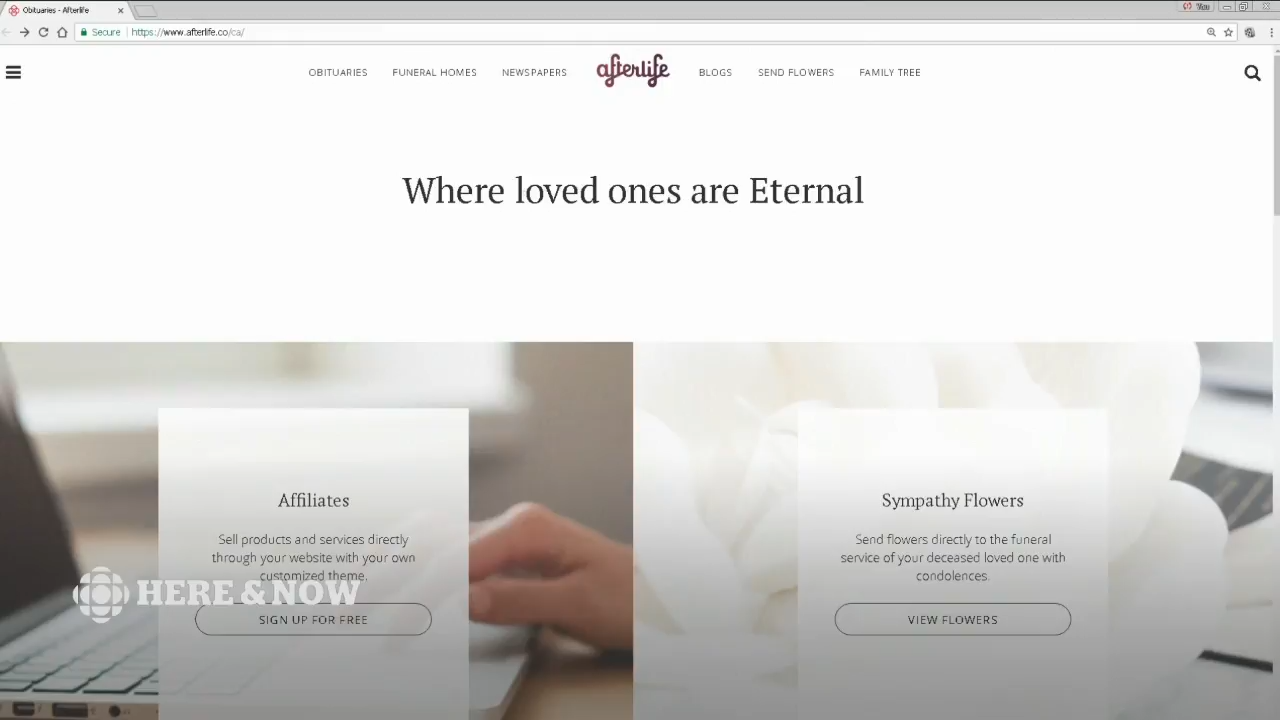 Obituaries - Afterlife
Secure
https://www.afterlife.co/ca/
OBITUARIES
FUNERAL HOMES
NEWSPAPERS
afterlife
BLOGS
SEND FLOWERS
FAMILY TREE
Where loved ones are Eternal
Affiliates
Sell products and services directly
through your website with your own
customized theme.
SIGN UP FOR FREE
Sympathy Flowers
Send flowers directly to the funeral
service of your deceased loved one with
condolences.
VIEW FLOWERS
HERE & NOW